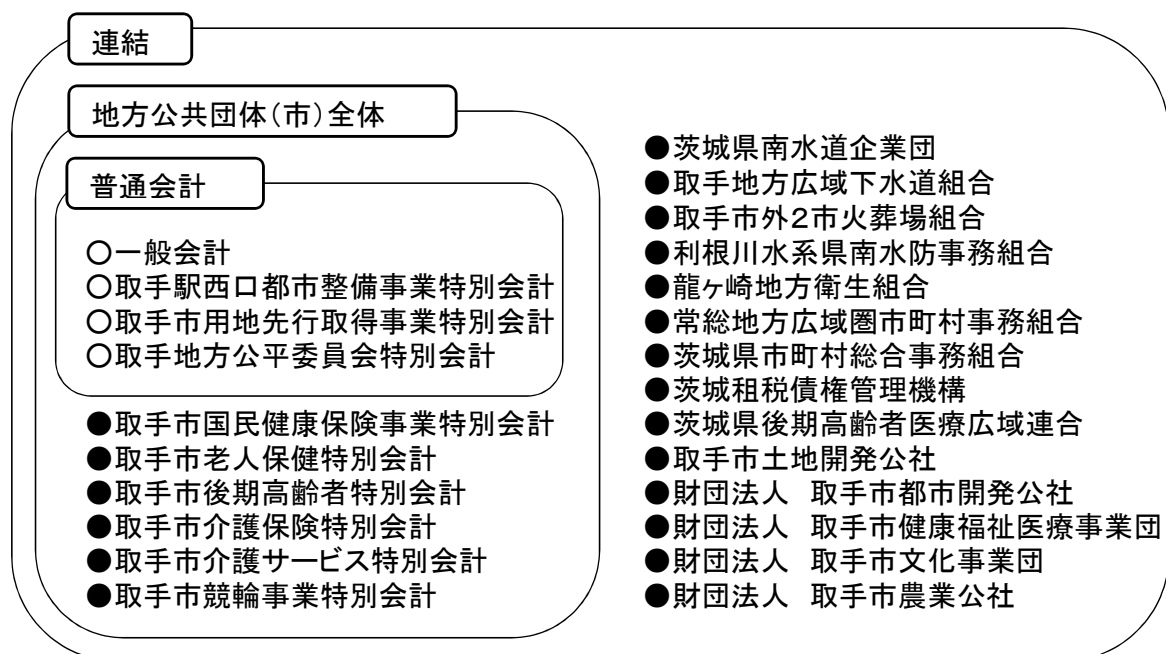 連結
地方公共団体(市)全体
普通会計
○一般会計
○取手駅西口都市整備事業特別会計
○取手市用地先行取得事業特別会計
○取手地方公平委員会特別会計
●取手市国民健康保険事業特別会計
●取手市老人保健特別会計
●取手市後期高齢者特別会計
●取手市介護保険特別会計
●取手市介護サービス特別会計
●取手市競輪事業特別会計
●茨城県南水道企業団
●取手地方広域下水道組合
●取手市外2市火葬場組合
●利根川水系県南水防事務組合
●龍ヶ崎地方衛生組合
●常総地方広域圏市町村事務組合
●茨城県市町村総合事務組合
●茨城租税債権管理機構
●茨城県後期高齢者医療広域連合
●取手市土地開発公社
●財団法人　取手市都市開発公社
●財団法人　取手市健康福祉医療事業団
●財団法人　取手市文化事業団
●財団法人　取手市農業公社